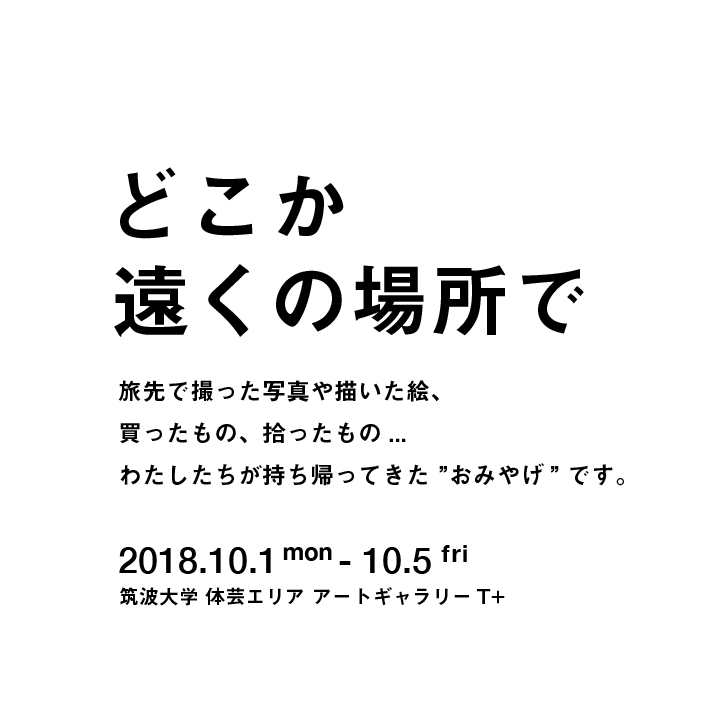 どこか
遠くの場所で
旅先で撮った写真や描いた絵、
買ったもの、拾ったもの...
わたしたちが持ち帰ってきた ”おみやげ” です。
2018.10.1 mon - 10.5 fri
筑波大学 体芸エリア アートギャラリー T+